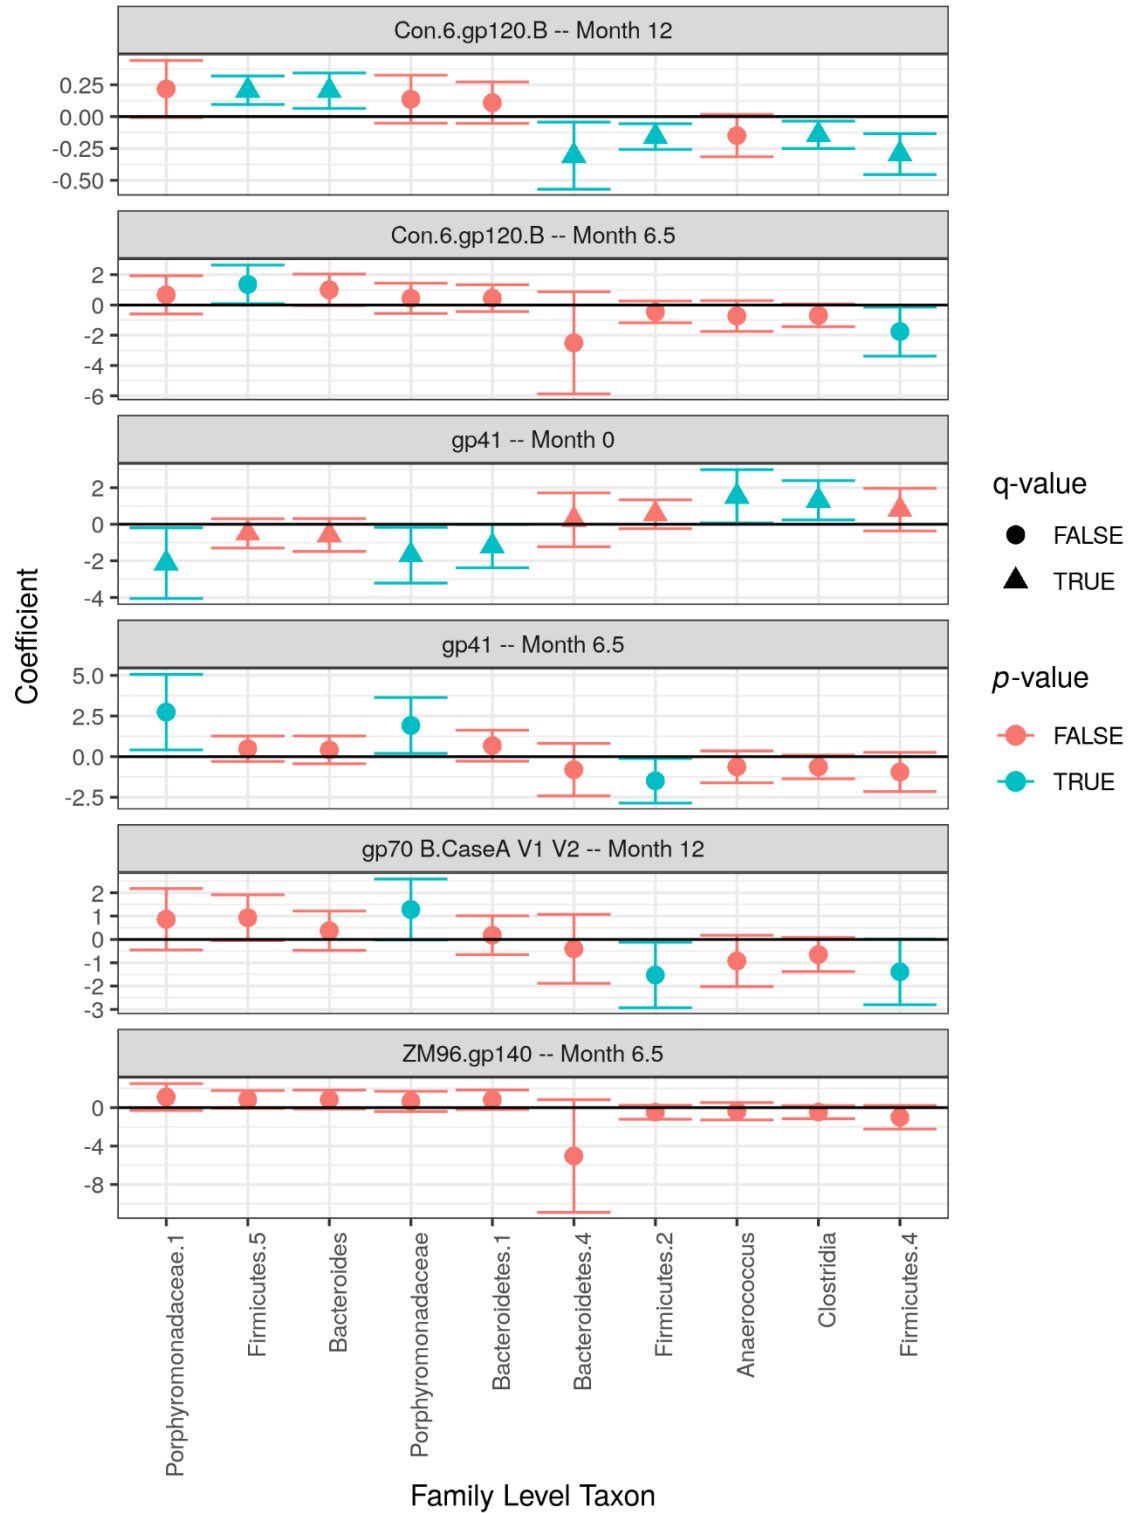 Con.6.gp120.B -- Month 12
0.25
0.00
-0.25
-0.50
Con.6.gp120.B -- Month 6.5
2
0
-2
-4
-6
gp41 -- Month 0
2
0
-2
-4
gp41 -- Month 6.5
5.0
2.5
0.0
-2.5
gp70 B.CaseA V1 V2 -- Month 12
2
1
0
-1
-2
-3
ZM96.gp140 -- Month 6.5
0
-4
-8
Coefficient
Porphyromonadaceae.1
Firmicutes.5
Bacteroides
Porphyromonadaceae
Bacteroidetes.1
Bacteroidetes.4
Firmicutes.2
Anaerococcus
Clostridia
Firmicutes.4
Family Level Taxon
q-value
FALSE
TRUE
p-value
FALSE
TRUE